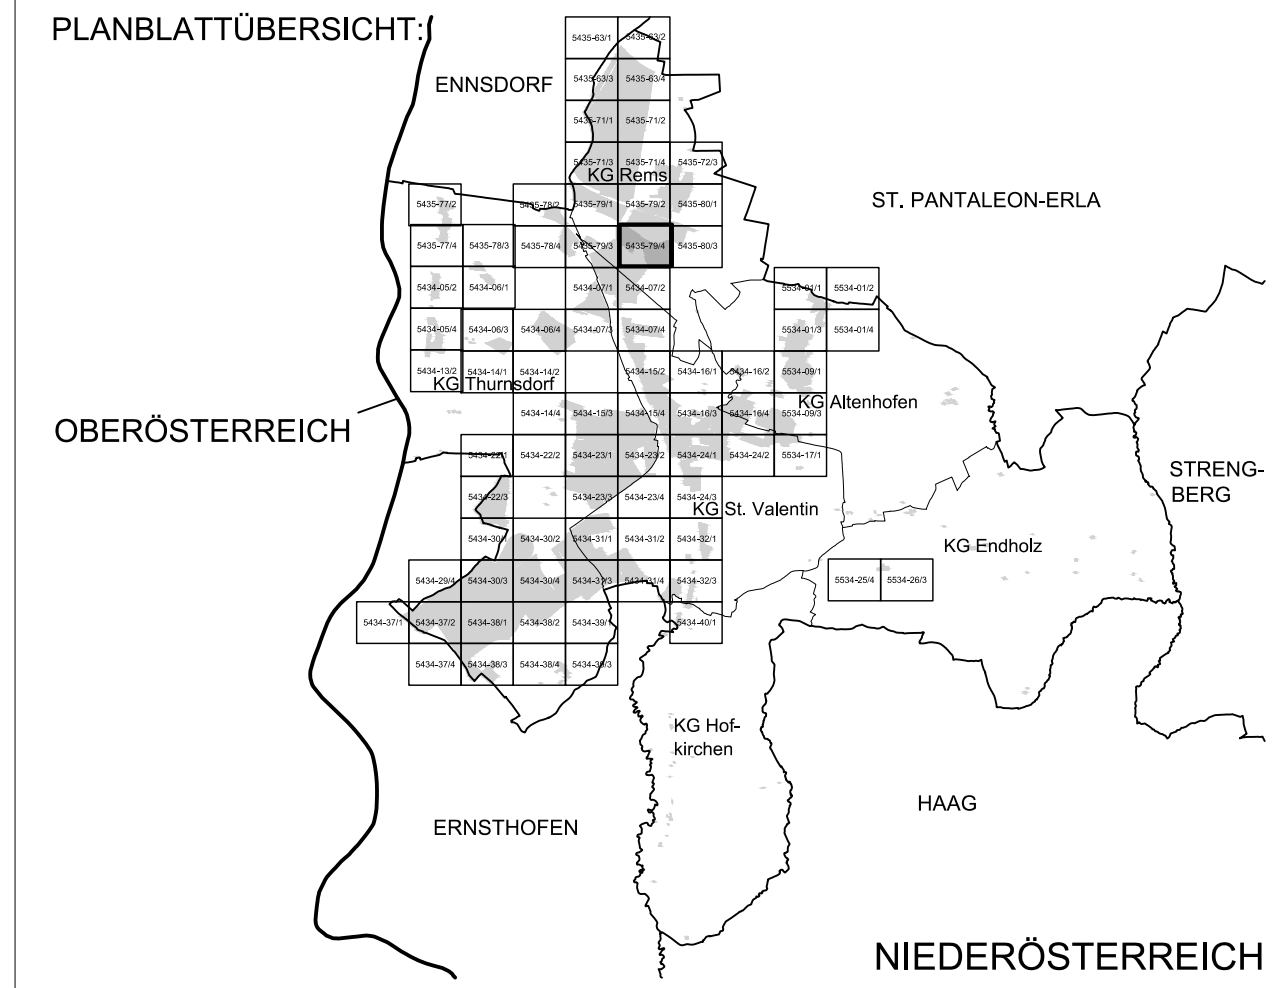 PLANBLATTÜBERSICHT:
5435-63/1 5435-63/2
ENNSDORF
5435-63/3 5435-63/4
5435-71/1 5435-71/2
5435-71/3 5435-71/4 5435-72/3
KG Rems
ST. PANTALEON-ERLA
5435-77/2 5435-78/2 5435-79/1 5435-79/2 5435-80/1
5435-77/4 5435-78/3 5435-78/4 5435-79/3 5435-79/4 5435-80/3
5434-05/2 5434-06/1 5434-07/1 5434-07/2 5534-01/1 5534-01/2
5434-05/4 5434-06/3 5434-06/4 5434-07/3 5434-07/4 5534-01/3 5534-01/4
5434-13/2 5434-14/1 5434-14/2 5434-15/2 5434-16/1 5434-16/2 5534-09/1
KG Thurnsdorf
KG Altenhofen
5434-14/4 5434-15/3 5434-15/4 5434-16/3 5434-16/4 5534-09/3
OBERÖSTERREICH
5434-22/1 5434-22/2 5434-23/1 5434-23/2 5434-24/1 5434-24/2 5534-17/1
STRENG-
BERG
5434-22/3 5434-23/3 5434-23/4 5434-24/3
KG St. Valentin
5434-30/1 5434-30/2 5434-31/1 5434-31/2 5434-32/1
KG Endholz
5434-29/4 5434-30/3 5434-30/4 5434-31/3 5434-31/4 5434-32/3 5534-25/4 5534-26/3
5434-37/1 5434-37/2 5434-38/1 5434-38/2 5434-39/1 5434-40/1
5434-37/4 5434-38/3 5434-38/4 5434-39/3
KG Hof-
kirchen
HAAG
ERNSTHOFEN
NIEDERÖSTERREICH